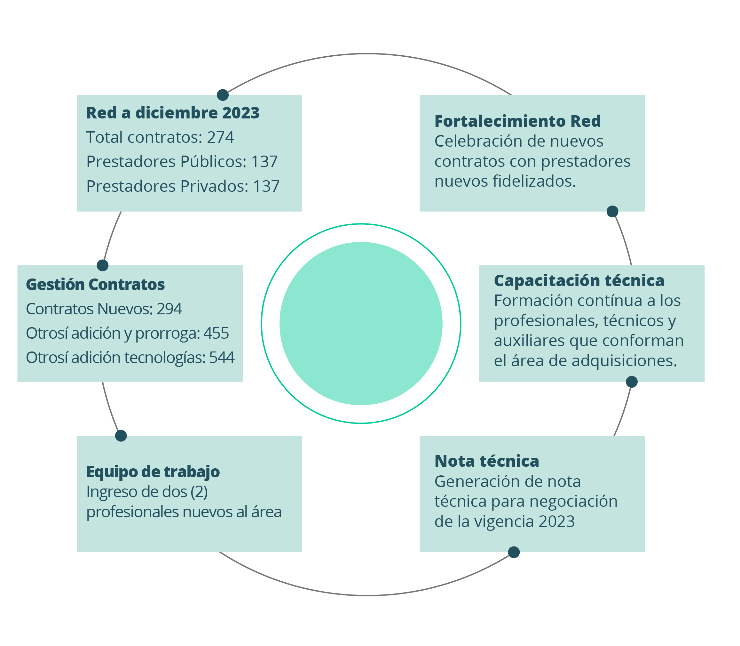 Red a diciembre 2023
Total contratos: 274
Prestadores Públicos: 137
Prestadores Privados: 137
Fortalecimiento Red
Celebración de nuevos
contratos con prestadores
nuevos fidelizados.
Gestión Contratos
Contratos Nuevos: 294
Otrosí adición y prorroga: 455
Otrosí adición tecnologías: 544
Capacitación técnica
Formación contínua a los
profesionales, técnicos y
auxiliares que conforman
el área de adquisiciones.
Equipo de trabajo
Ingreso de dos (2)
profesionales nuevos al área
Nota técnica
Generación de nota
técnica para negociación
de la vigencia 2023